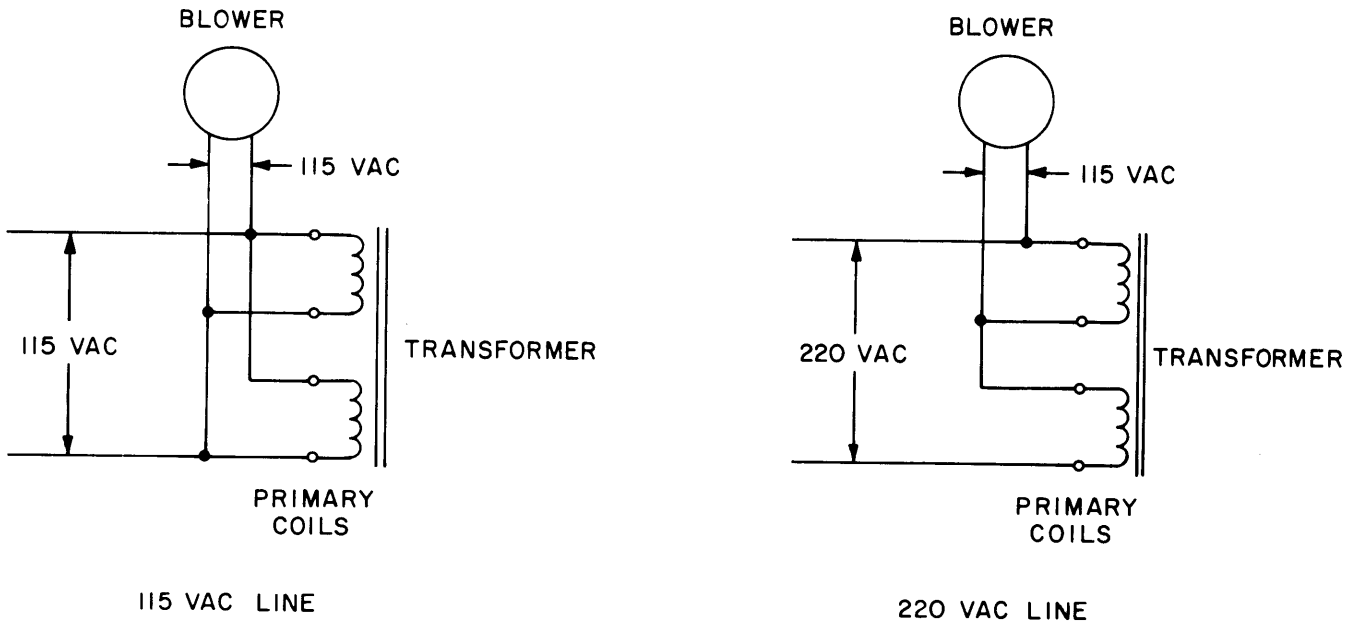 BLOWER
115 VAC
115 VAC
TRANSFORMER
PRIMARY
COILS
115 VAC LINE
BLOWER
115 VAC
220 VAC
TRANSFORMER
PRIMARY
COILS
220 VAC LINE